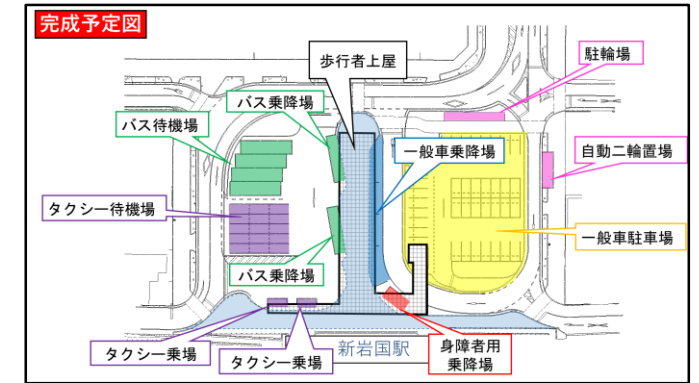 完成予定図
歩行者上屋
駐輪場
バス乗降場
バス待機場
一般車乗降場
自動二輪置場
タクシー待機場
一般車駐車場
バス乗降場
タクシー乗場
タクシー乗場
新岩国駅
身障者用
乗降場